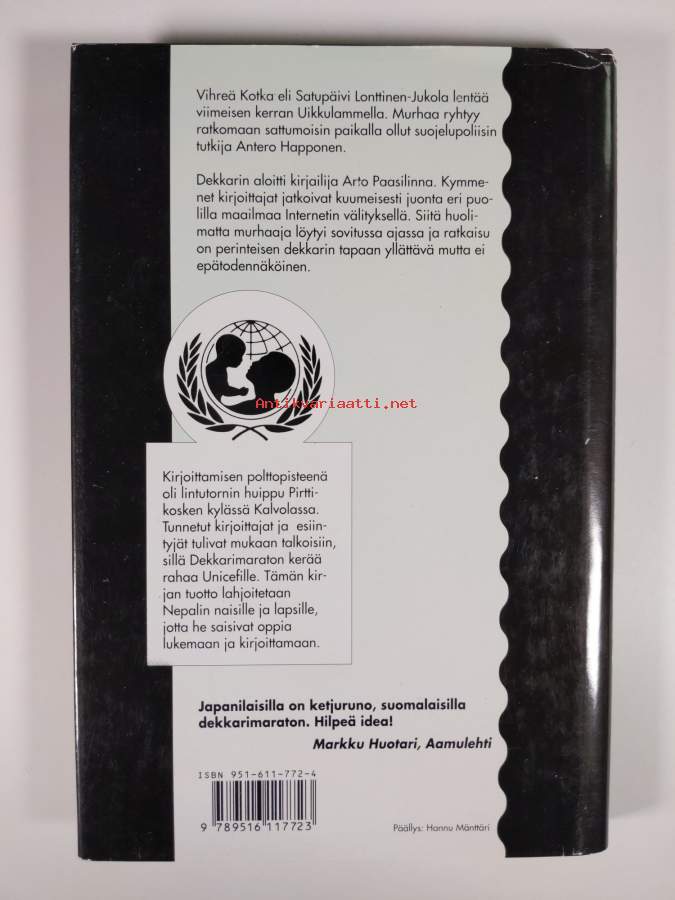 Vihreä Kotka eli Satupäivi Lonttinen-Jukola lentää
viimeisen kerran Uikkulammella. Murhaa ryhtyy
ratkomaan sattumoisin paikalla ollut suojelupoliisin
tutkija Antero Happonen.
Dekkarin aloitti kirjailija Arto Paasilinna. Kymme-
net kirjoittajat jatkoivat kuumeisesti juonta eri puo-
lilla maailmaa Internetin välityksellä. Siitä huoli-
matta murhaaja löytyi sovitussa ajassa ja ratkaisu
on perinteisen dekkarin tapaan yllättävä mutta ei
epätodennäköinen.
Antikvariaatti.net
Kirjoittamisen polttopisteenä
oli lintutornin huippu Pirtti-
kosken kylässä Kalvolassa.
Tunnetut kirjoittajat ja esiin-
tyjät tulivat mukaan talkoisiin,
sillä Dekkarimaraton kerää
rahaa Unicefille. Tämän kir-
jan tuotto lahjoitetaan
Nepalin naisille ja lapsille,
jotta he saisivat oppia
lukemaan ja kirjoittamaan.
Japanilaisilla on ketjuruno, suomalaisilla
dekkarimaraton. Hilpeä idea!
Markku Huotari, Aamulehti
ISBN 951-611-772-4
9 789516 117723
Päällys: Hannu Mänttäri